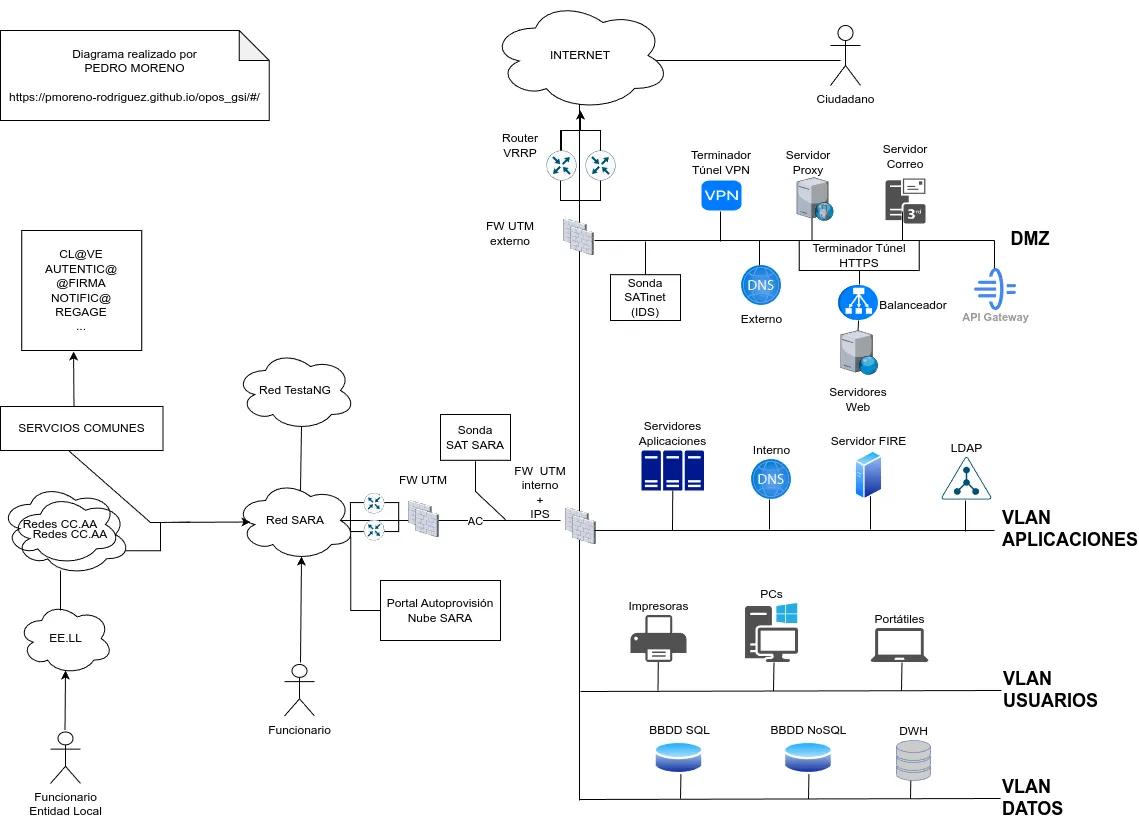 Diagrama realizado por
PEDRO MORENO
https://pmoreno-rodriguez.github.io/opos_gsi/#/
INTERNET
Ciudadano
Router
VRRP
Terminador
Túnel VPN
VPN
Servidor
Proxy
Servidor
Correo
3rd
FW UTM
externo
DMZ
Terminador Túnel
HTTPS
Sonda
SATinet
(IDS)
DNS
Externo
Balanceador
API Gateway
Servidores
Web
CL@VE
AUTENTIC@
@FIRMA
NOTIFIC@
REGAGE
...
SERVCIOS COMUNES
Red TestaNG
Sonda
SAT SARA
FW UTM
FW UTM
interno
+
IPS
AC
Servidores
Aplicaciones
Interno
DNS
Servidor FIRE
LDAP
VLAN
APLICACIONES
Redes CC.AA
Redes CC.AA
Red SARA
Portal Autoprovisión
Nube SARA
EE.LL
Funcionario
Funcionario
Entidad Local
Impresoras
PCs
Portátiles
VLAN
USUARIOS
BBDD SQL
BBDD NoSQL
DWH
VLAN
DATOS